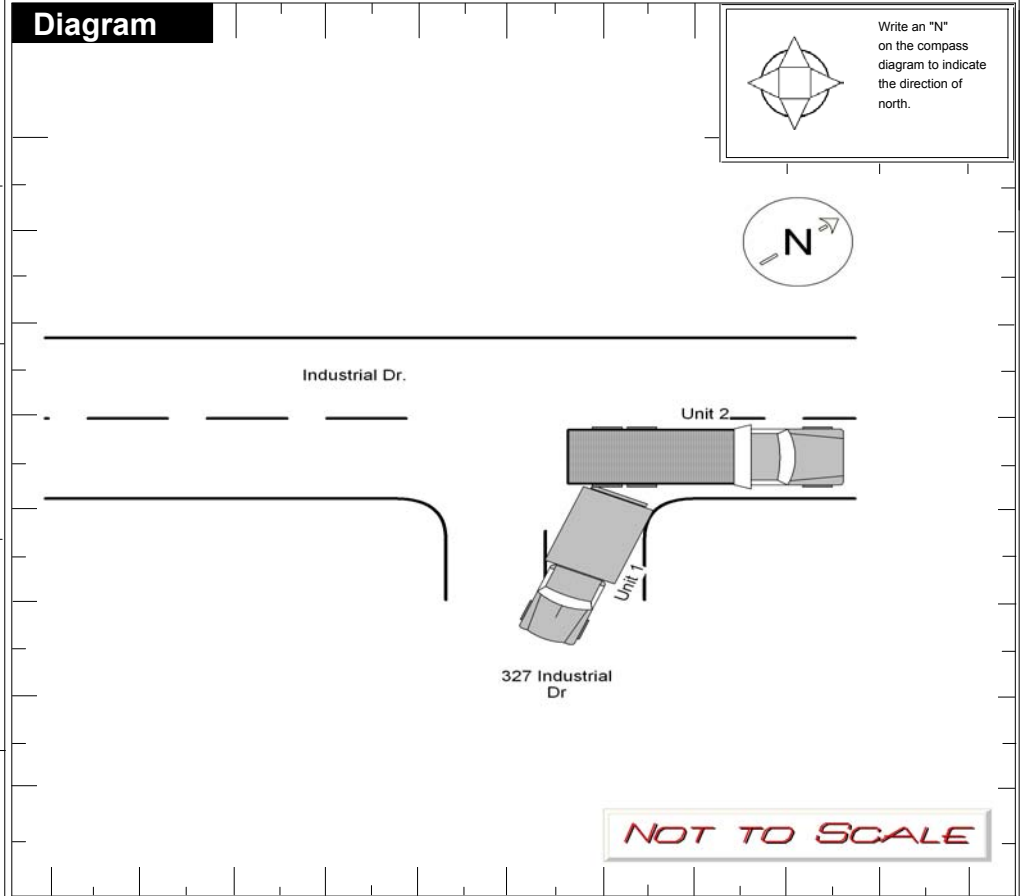 Diagram
Write an "N"
on the compass
diagram to indicate
the direction of
north.
N
Industrial Dr.
Unit 2
Unit 1
327 Industrial
Dr
NOT TO SCALE